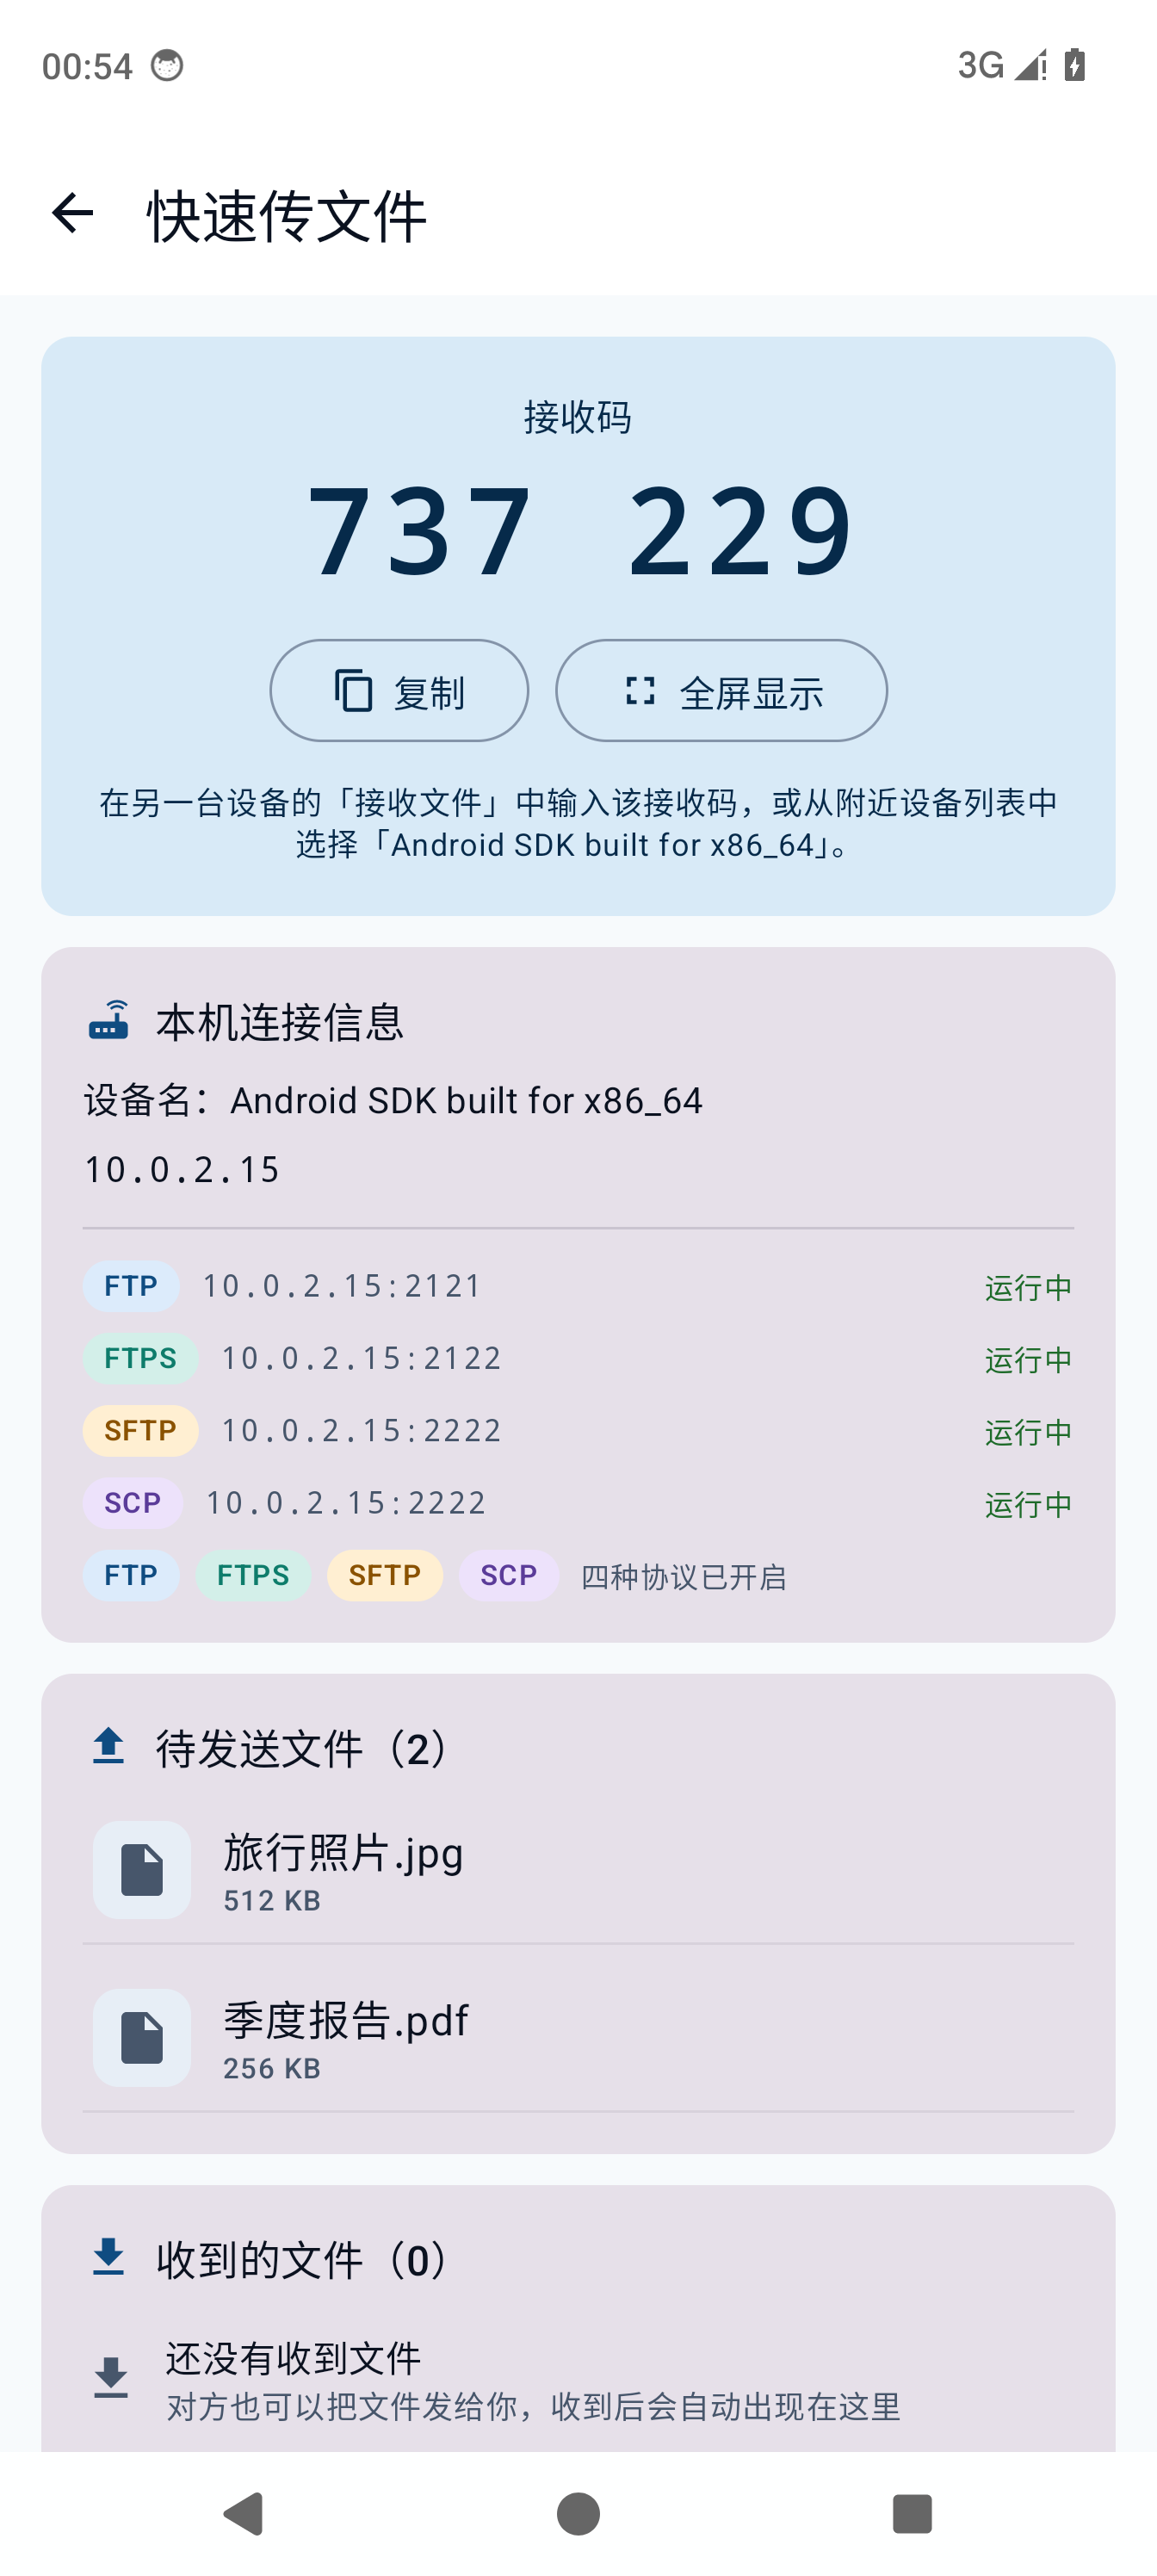 00:54
3G
快速传文件
接收码
737 229
复制
全屏显示
在另一台设备的「接收文件」中输入该接收码，或从附近设备列表中
选择「Android SDK built for x86_64」。
本机连接信息
设备名：Android SDK built for x86_64
10.0.2.15
FTP 10.0.2.15:2121 运行中
FTPS 10.0.2.15:2122 运行中
SFTP 10.0.2.15:2222 运行中
SCP 10.0.2.15:2222 运行中
FTP FTPS SFTP SCP 四种协议已开启
待发送文件（2）
旅行照片.jpg
512 KB
季度报告.pdf
256 KB
收到的文件（0）
还没有收到文件
对方也可以把文件发给你，收到后会自动出现在这里